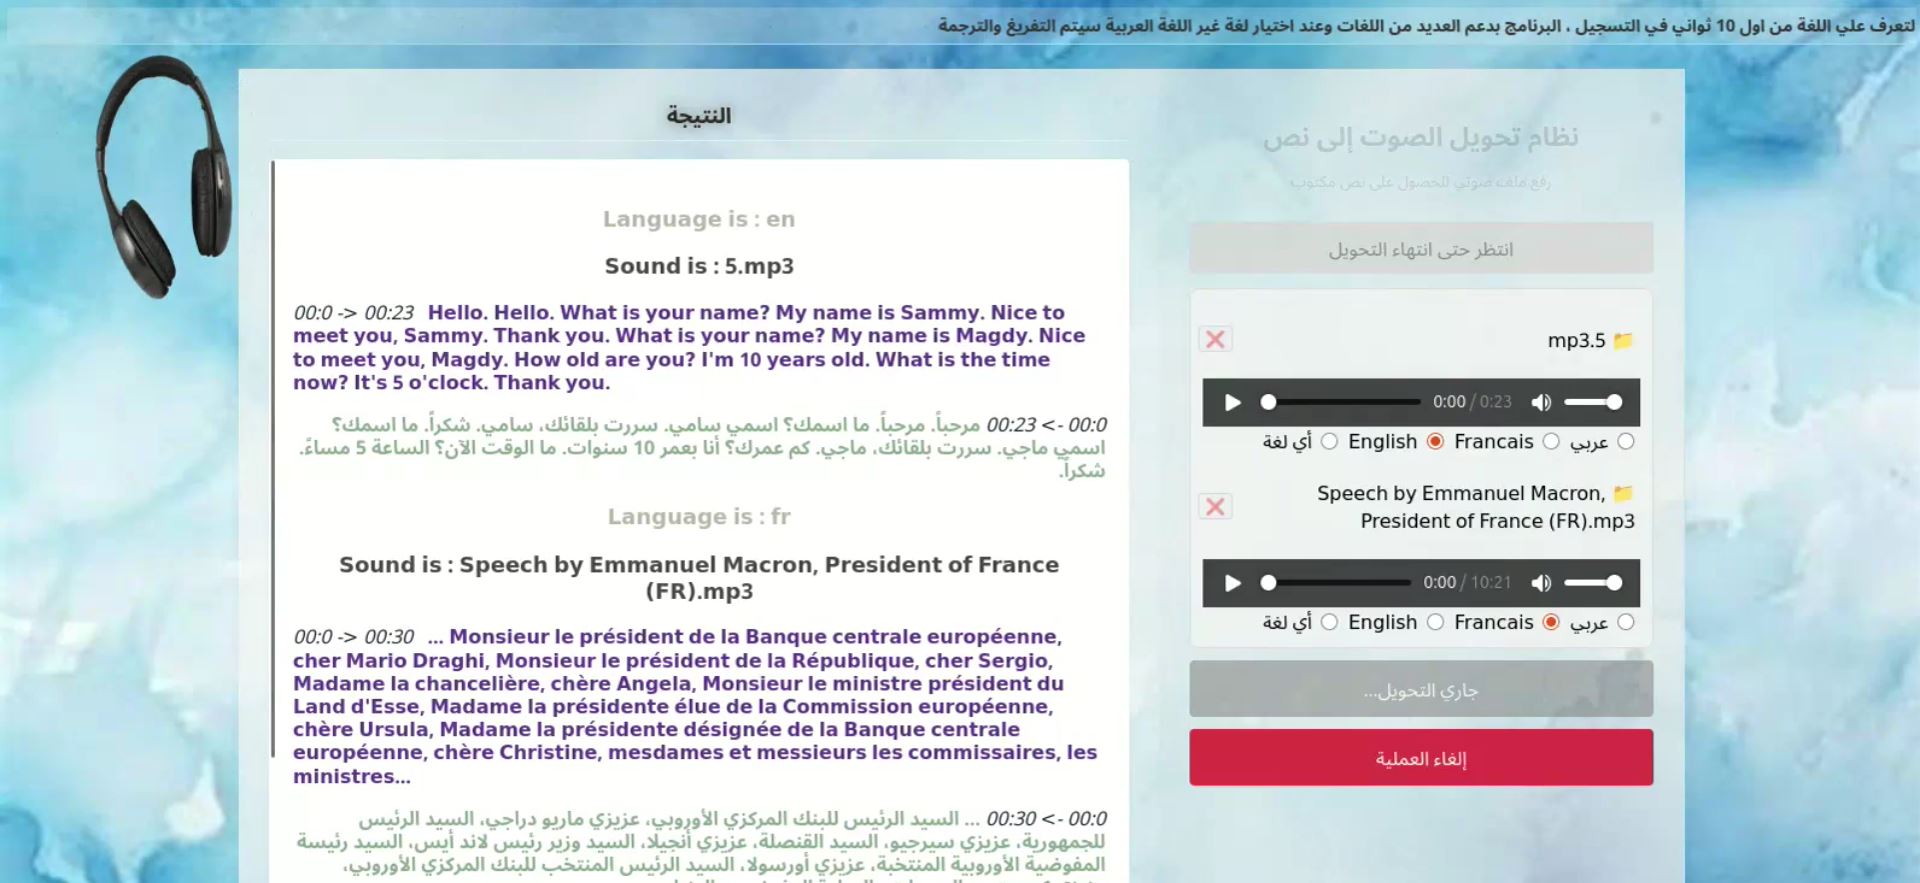 لتعرف علي اللغة من اول 10 ثواني في التسجيل ، البرنامج بدعم العديد من اللغات وعند اختيار لغة غير اللغة العربية سيتم التفريغ والترجمة
نظام تحويل الصوت إلى نص
رفع ملف صوتي للحصول على نص مكتوب
انتظر حتى انتهاء التحويل
mp3.5
0:00 / 0:23
عربي Francais English أي لغة
Speech by Emmanuel Macron,
President of France (FR).mp3
0:00 / 10:21
عربي Francais English أي لغة
جاري التحويل...
إلغاء العملية
النتيجة
Language is : en
Sound is : 5.mp3
00:0 -> 00:23 Hello. Hello. What is your name? My name is Sammy. Nice to
meet you, Sammy. Thank you. What is your name? My name is Magdy. Nice
to meet you, Magdy. How old are you? I'm 10 years old. What is the time
now? It's 5 o'clock. Thank you.
00:0 -> 00:23 مرحباً. مرحباً. ما اسمك؟ اسمي سامي. سررت بلقائك، سامي. شكراً. ما اسمك؟
اسمي ماجي. سررت بلقائك، ماجي. كم عمرك؟ أنا بعمر 10 سنوات. ما الوقت الآن؟ الساعة 5 مساءً.
شكراً.
Language is : fr
Sound is : Speech by Emmanuel Macron, President of France
(FR).mp3
00:0 -> 00:30 ... Monsieur le président de la Banque centrale européenne,
cher Mario Draghi, Monsieur le président de la République, cher Sergio,
Madame la chancelière, chère Angela, Monsieur le ministre président du
Land d'Esse, Madame la présidente élue de la Commission européenne,
chère Ursula, Madame la présidente désignée de la Banque centrale
européenne, chère Christine, mesdames et messieurs les commissaires, les
ministres...
00:0 -> 00:30 ... السيد الرئيس للبنك المركزي الأوروبي، عزيزي ماريو دراجي، السيد الرئيس
للجمهورية، عزيزي سيرجيو، السيد القنصلة، عزيزي أنجيلا، السيد وزير رئيس لاند أيس، السيد رئيسة
المفوضية الأوروبية المنتخبة، عزيزي أورسولا، السيد الرئيس المنتخب للبنك المركزي الأوروبي،